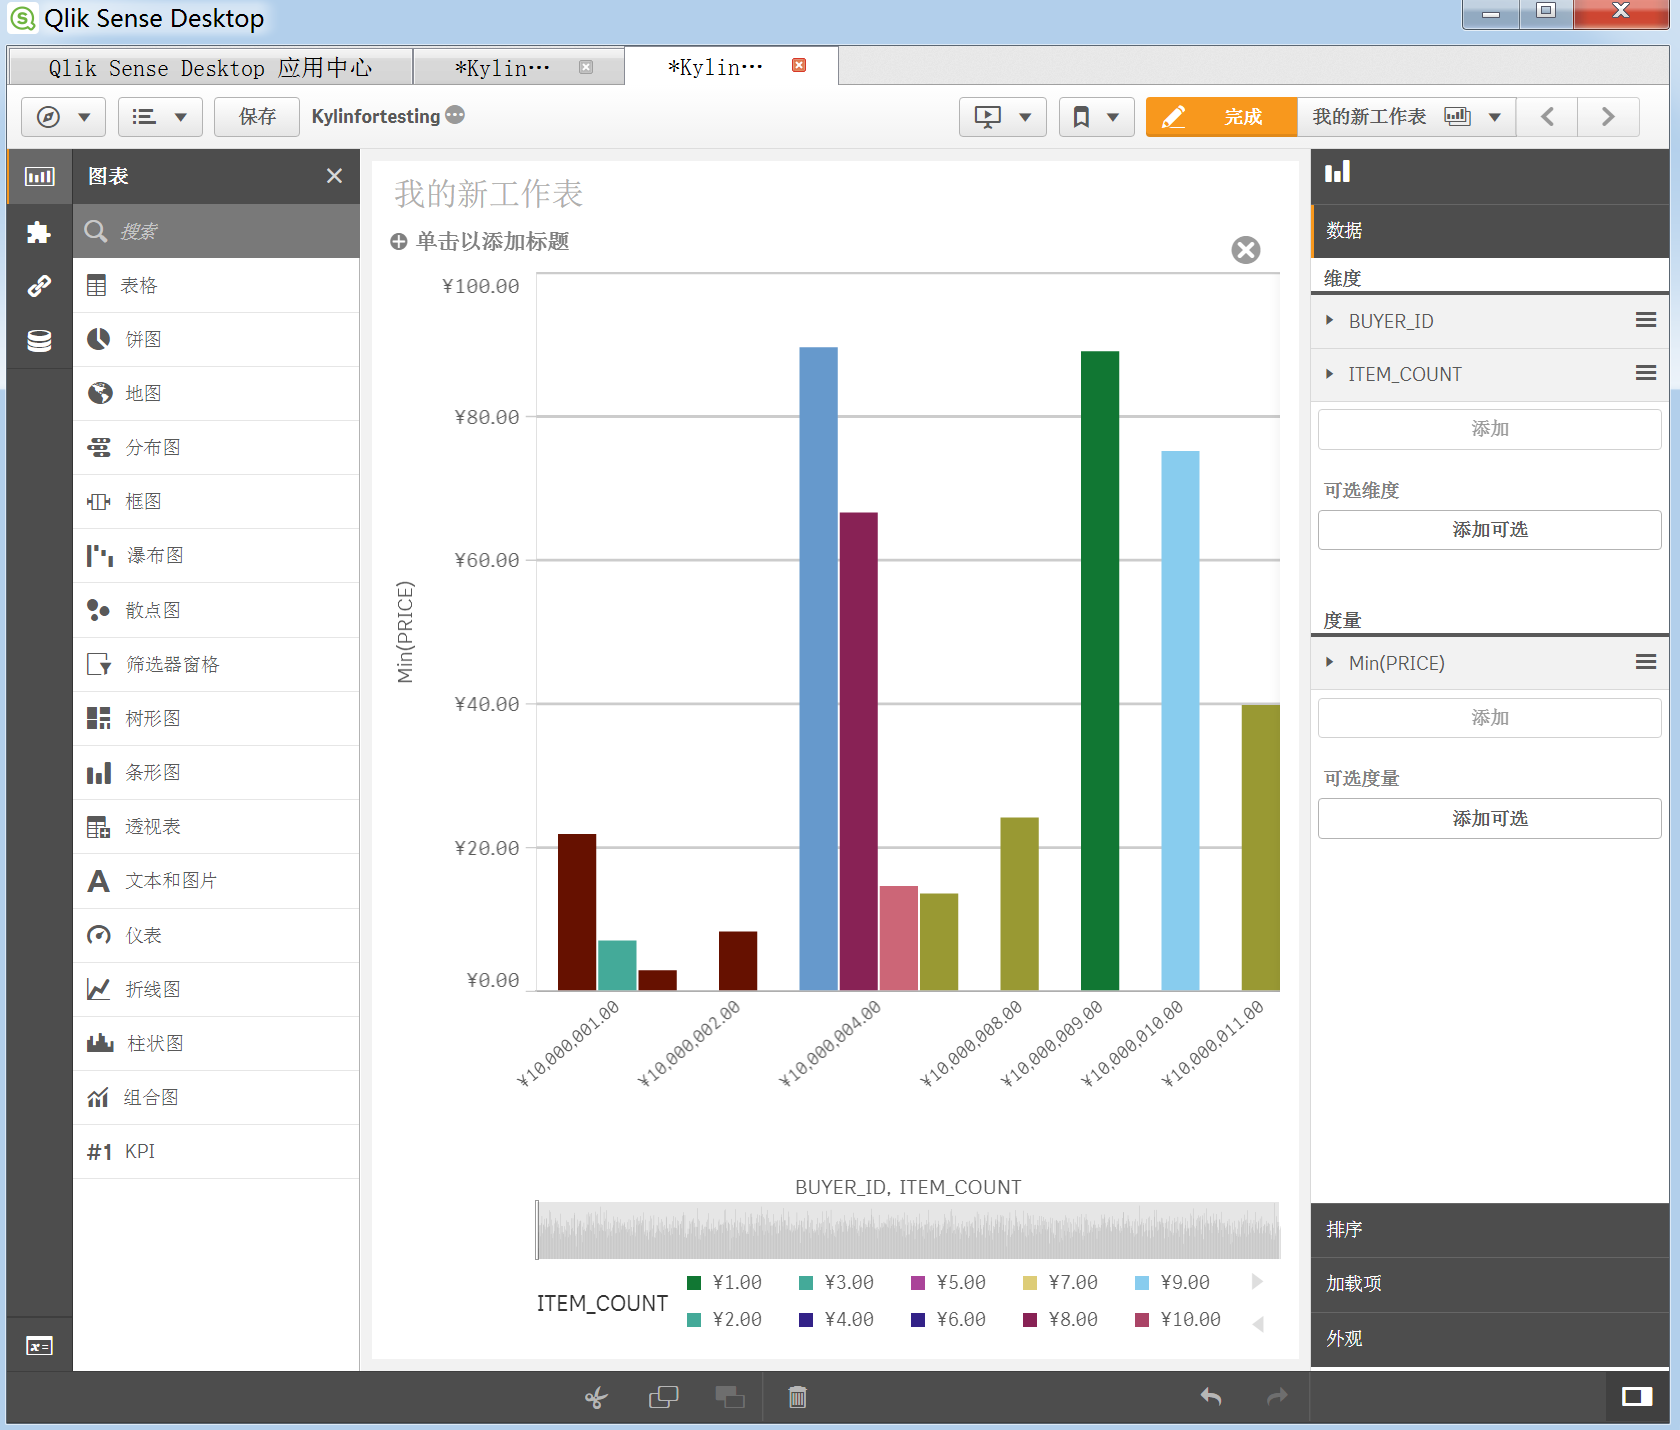 Qlik Sense Desktop
Qlik Sense Desktop 应用中心
*Kylin…
*Kylin…
保存
Kylinfortesting
完成
我的新工作表
图表
搜索
表格
饼图
地图
分布图
框图
瀑布图
散点图
筛选器窗格
树形图
条形图
透视表
A 文本和图片
仪表
折线图
柱状图
组合图
#1 KPI
我的新工作表
单击以添加标题
¥100.00
¥80.00
¥60.00
¥40.00
¥20.00
¥0.00
Min(PRICE)
¥10,000,001.00
¥10,000,002.00
¥10,000,004.00
¥10,000,008.00
¥10,000,009.00
¥10,000,010.00
¥10,000,011.00
BUYER_ID, ITEM_COUNT
ITEM_COUNT
¥1.00 ¥3.00 ¥5.00 ¥7.00 ¥9.00
¥2.00 ¥4.00 ¥6.00 ¥8.00 ¥10.00
数据
维度
BUYER_ID
ITEM_COUNT
添加
可选维度
添加可选
度量
Min(PRICE)
添加
可选度量
添加可选
排序
加载项
外观
x=